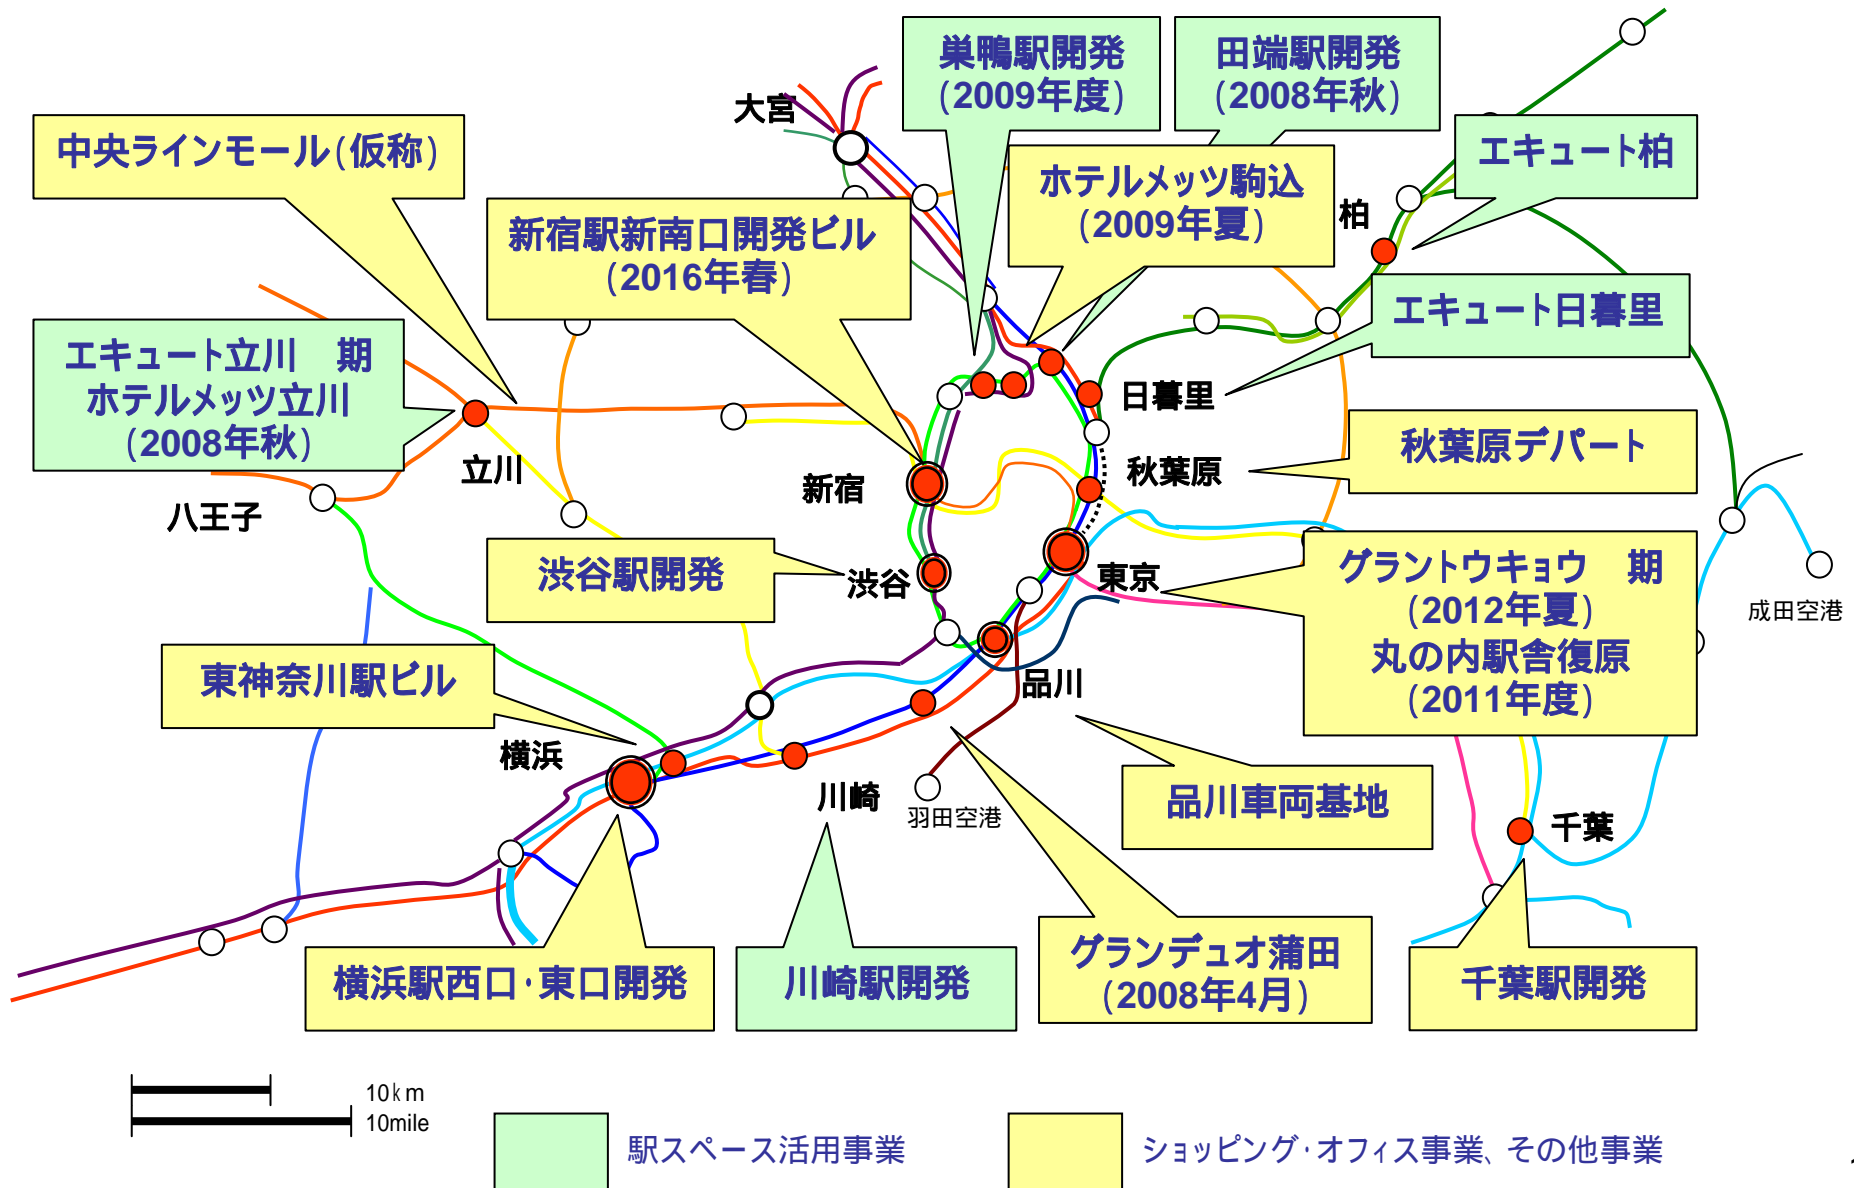 巣鴨駅開発
(2009年度)
田端駅開発
(2008年秋)
大宮
中央ラインモール(仮称)
エキュート柏
ホテルメッツ駒込
(2009年夏)
柏
新宿駅新南口開発ビル
(2016年春)
エキュート日暮里
エキュート立川　期
ホテルメッツ立川
(2008年秋)
日暮里
秋葉原デパート
立川
新宿
秋葉原
八王子
渋谷駅開発
渋谷
東京
グラントウキョウ　期
(2012年夏)
丸の内駅舎復原
(2011年度)
成田空港
東神奈川駅ビル
品川
横浜
川崎
羽田空港
品川車両基地
千葉
横浜駅西口・東口開発
川崎駅開発
グランデュオ蒲田
(2008年4月)
千葉駅開発
10km
10mile
駅スペース活用事業
ショッピング・オフィス事業、その他事業